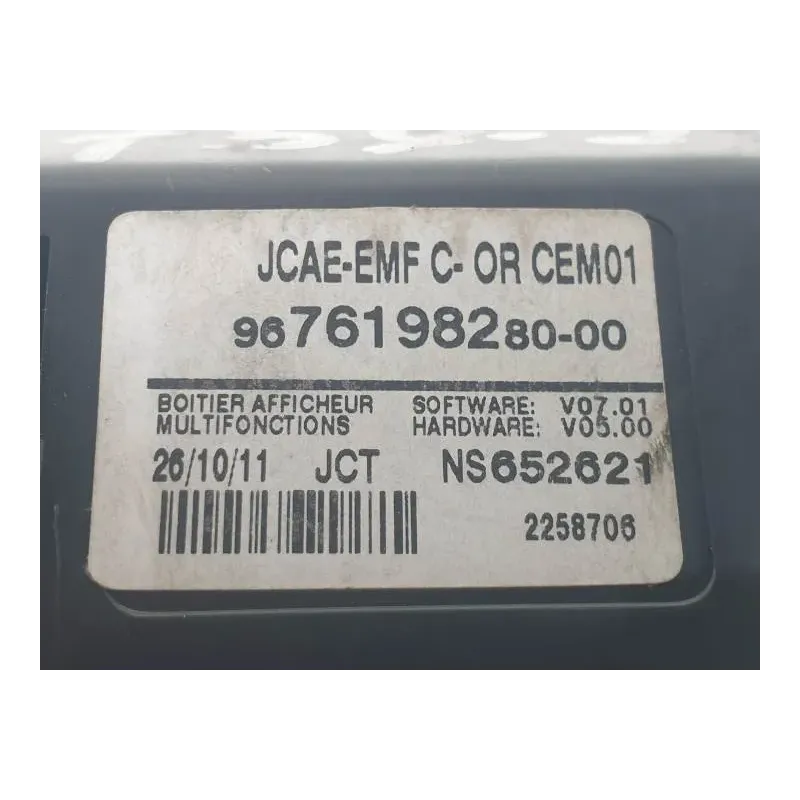 JCAE-EMF C- OR CEM01
9676198280-00
BOITIER AFFICHEUR SOFTWARE: V07.01
MULTIFONCTIONS HARDWARE: V05.00
26/10/11 JCT NS652621
2258706